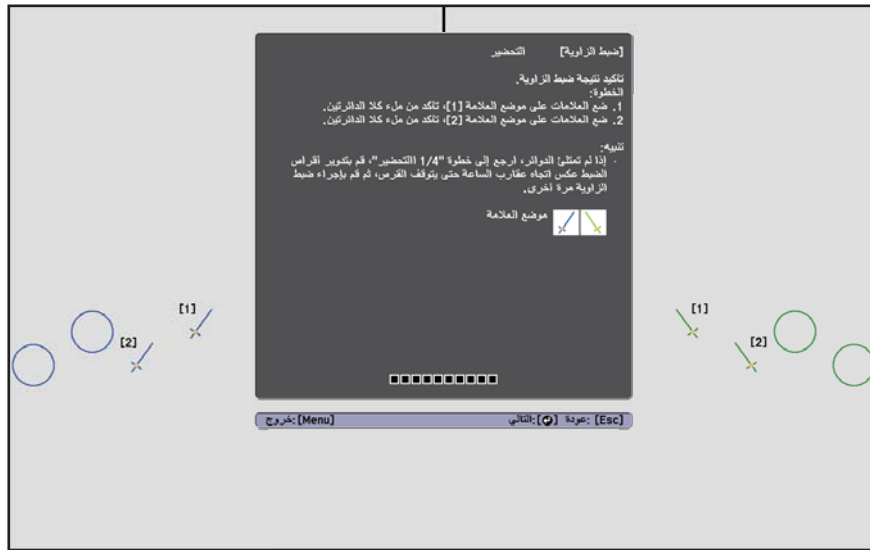 [ضبط الزاوية] التحضير
تأكيد نتيجة ضبط الزاوية.
الخطوة:
1. ضع العلامات على موضع العلامة [1]، تأكد من ملء كلا الدائرتين.
2. ضع العلامات على موضع العلامة [2]، تأكد من ملء كلا الدائرتين.
تنبيه:
· إذا لم تمتلئ الدوائر، ارجع إلى خطوة "1/4 االتحضير"، قم بتدوير أقراص
الضبط عكس اتجاه عقارب الساعة حتى يتوقف القرص، ثم قم بإجراء ضبط
الزاوية مرة أخرى.
موضع العلامة
[1]
[1]
[2]
[2]
[Esc] :عودة [ ]:التالي [Menu]:خروج